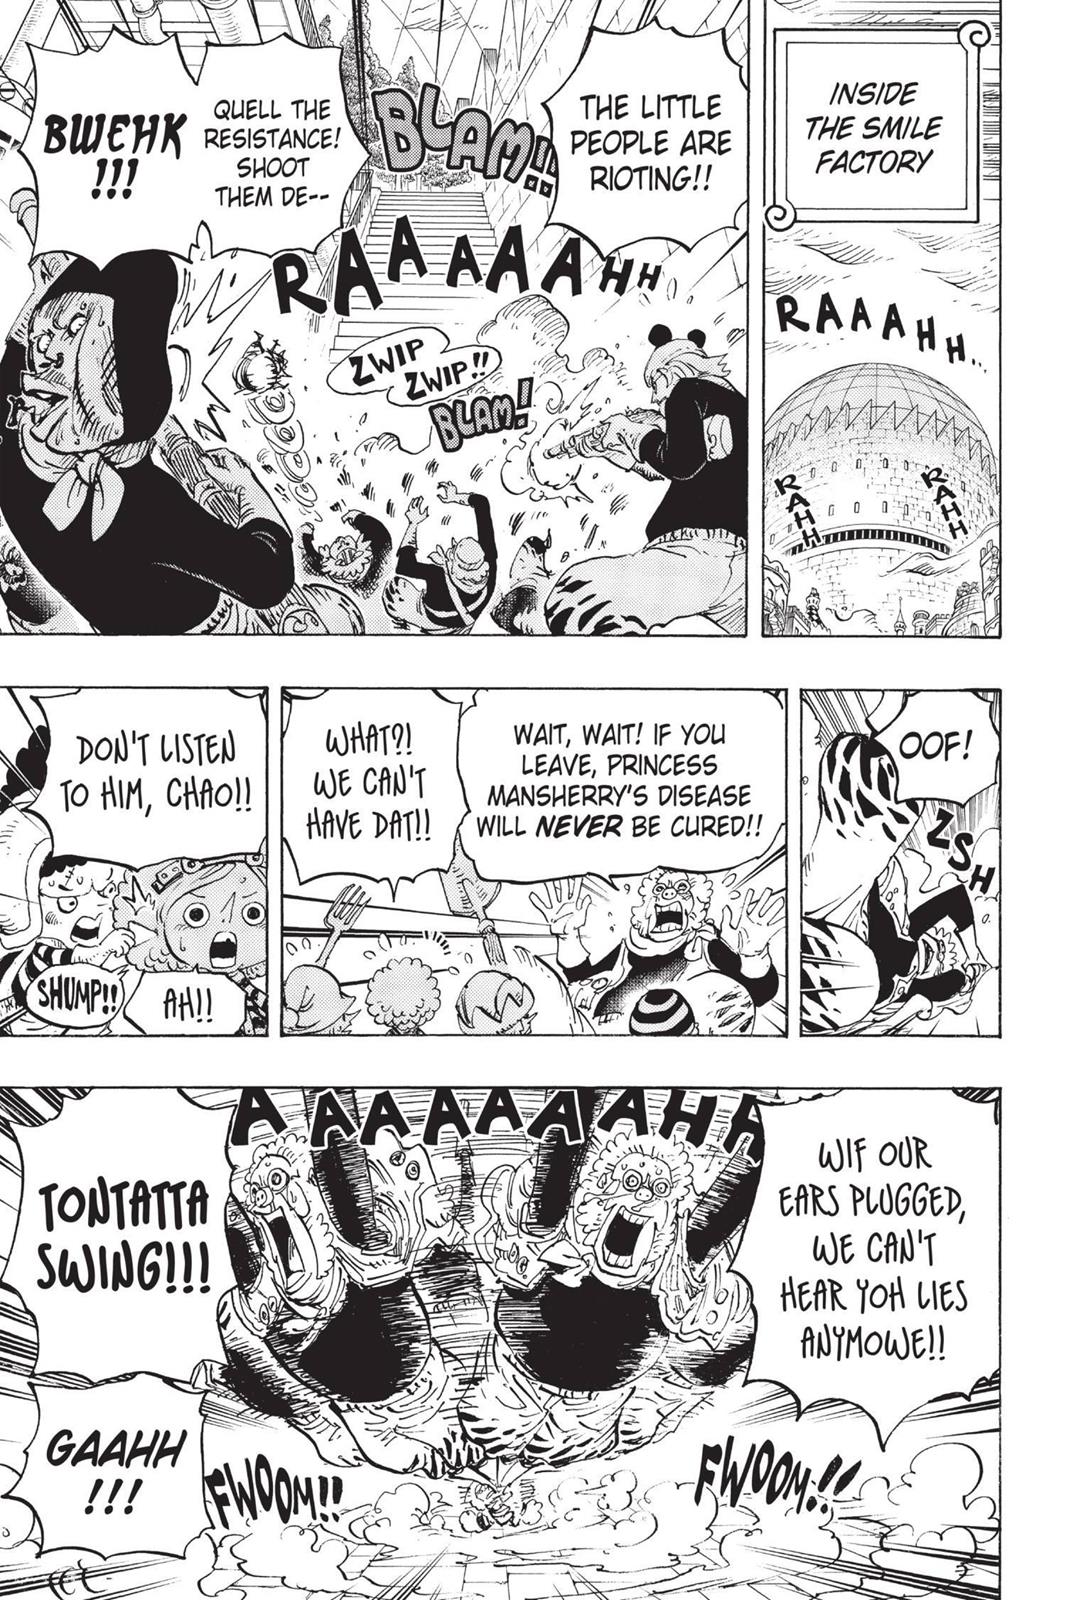 INSIDE
THE SMILE
FACTORY
RAAAHH..
RAHH
RAHH
THE LITTLE
PEOPLE ARE
RIOTING!!
BLAM!!
RAAAAAAHH
QUELL THE
RESISTANCE!
SHOOT
THEM DE--
BWEHK
!!!
ZWIP
ZWIP!!
BLAM!
OOF!
ZSH
WAIT, WAIT! IF YOU
LEAVE, PRINCESS
MANSHERRY'S DISEASE
WILL NEVER BE CURED!!
WHAT?!
WE CAN'T
HAVE DAT!!
DON'T LISTEN
TO HIM, CHAO!!
AH!!
SHUMP!!
WIF OUR
EARS PLUGGED,
WE CAN'T
HEAR YOH LIES
ANYMOWE!!
AAAAAAAAHH
TONTATTA
SWING!!!
GAAHH
!!!
FWOOM!!
FWOOM!!